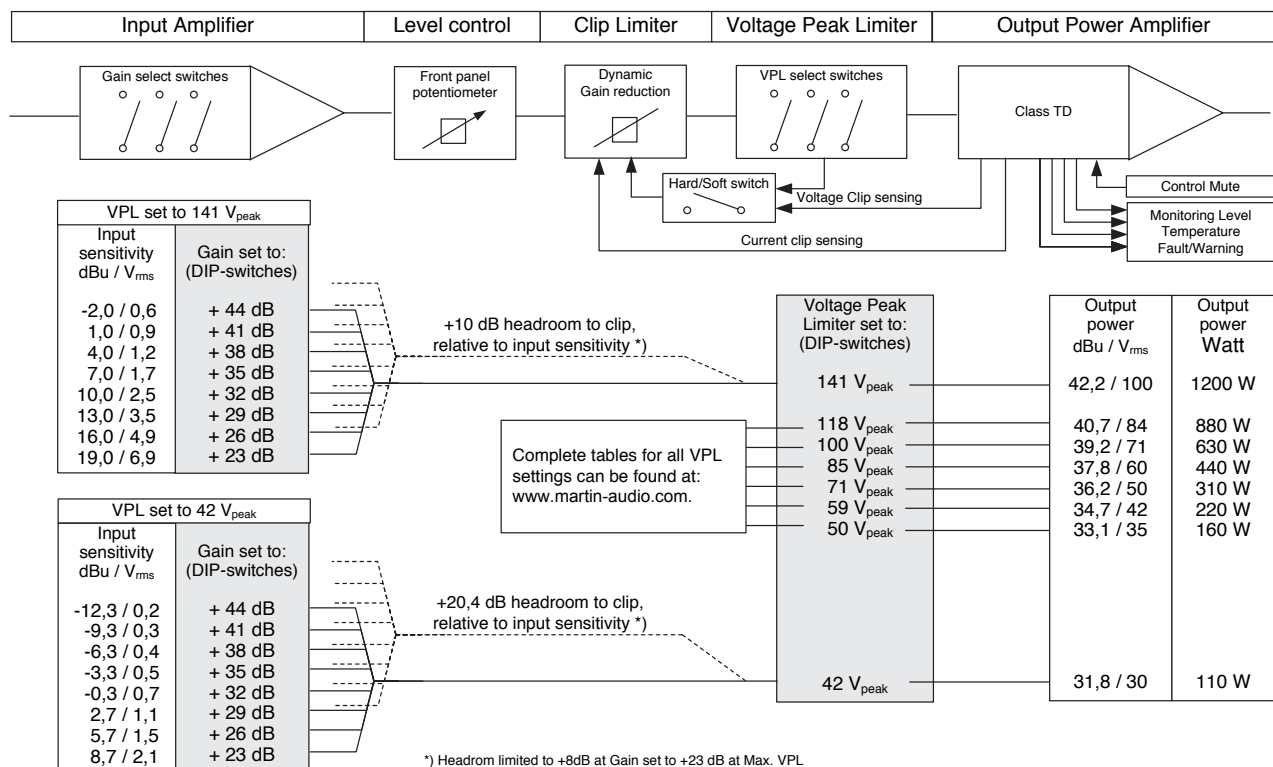 Input Amplifier
Level control
Clip Limiter
Voltage Peak Limiter
Output Power Amplifier
Gain select switches
Front panel
potentiometer
Dynamic
Gain reduction
VPL select switches
Class TD
Hard/Soft switch
Voltage Clip sensing
Current clip sensing
Control Mute
Monitoring Level
Temperature
Fault/Warning
VPL set to 141 Vpeak
Input
sensitivity
dBu / Vrms
Gain set to:
(DIP-switches)
-2,0 / 0,6 + 44 dB
1,0 / 0,9 + 41 dB
4,0 / 1,2 + 38 dB
7,0 / 1,7 + 35 dB
10,0 / 2,5 + 32 dB
13,0 / 3,5 + 29 dB
16,0 / 4,9 + 26 dB
19,0 / 6,9 + 23 dB
+10 dB headroom to clip,
relative to input sensitivity *)
Voltage Peak
Limiter set to:
(DIP-switches)
Output
power
dBu / Vrms
Output
power
Watt
141 Vpeak 42,2 / 100 1200 W
118 Vpeak 40,7 / 84 880 W
100 Vpeak 39,2 / 71 630 W
85 Vpeak 37,8 / 60 440 W
71 Vpeak 36,2 / 50 310 W
59 Vpeak 34,7 / 42 220 W
50 Vpeak 33,1 / 35 160 W
Complete tables for all VPL
settings can be found at:
www.martin-audio.com.
VPL set to 42 Vpeak
Input
sensitivity
dBu / Vrms
Gain set to:
(DIP-switches)
-12,3 / 0,2 + 44 dB
-9,3 / 0,3 + 41 dB
-6,3 / 0,4 + 38 dB
-3,3 / 0,5 + 35 dB
-0,3 / 0,7 + 32 dB
2,7 / 1,1 + 29 dB
5,7 / 1,5 + 26 dB
8,7 / 2,1 + 23 dB
+20,4 dB headroom to clip,
relative to input sensitivity *)
42 Vpeak 31,8 / 30 110 W
*) Headrom limited to +8dB at Gain set to +23 dB at Max. VPL